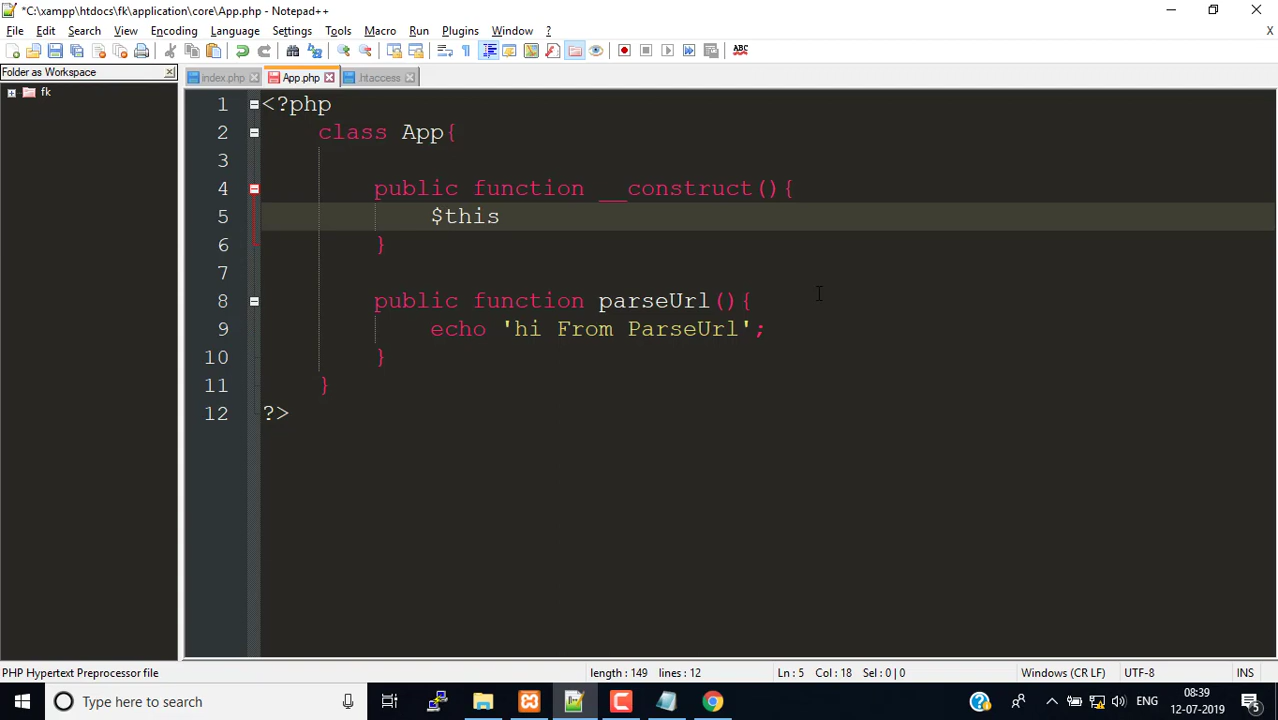 *C:\xampp\htdocs\fk\application\core\App.php - Notepad++
File Edit Search View Encoding Language Settings Tools Macro Run Plugins Window ? X
ABC
Folder as Workspace
index.php App.php .htaccess
fk
1 <?php
2 class App{
3
4 public function __construct(){
5 $this
6 }
7
8 public function parseUrl(){
9 echo 'hi From ParseUrl';
10 }
11 }
12 ?>
PHP Hypertext Preprocessor file length : 149 lines : 12 Ln : 5 Col : 18 Sel : 0 | 0 Windows (CR LF) UTF-8 INS
Type here to search ENG 08:39 12-07-2019 5